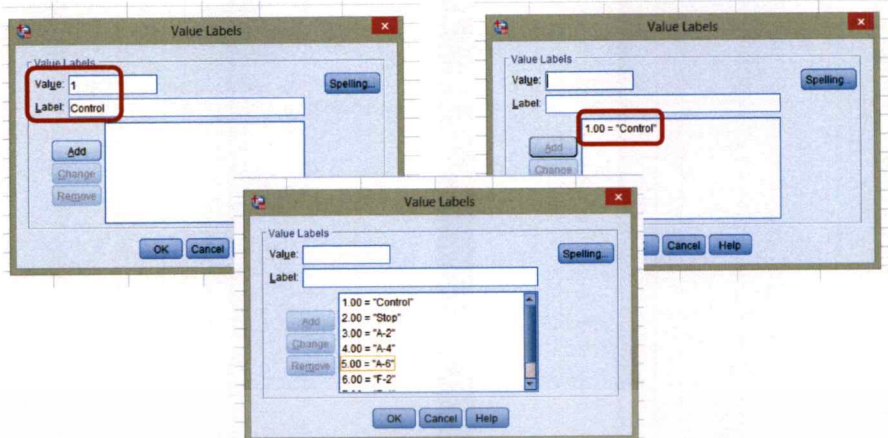 Value Labels
Value Labels
Value: 1
Spelling...
Label: Control
Add
Change
Remove
OK Cancel
Value Labels
Value Labels
Value:
Spelling...
Label:
1.00 = "Control"
Add
Change
Cancel Help
Value Labels
Value Labels
Value:
Spelling...
Label:
1.00 = "Control"
2.00 = "Stop"
Add
3.00 = "A-2"
Change
4.00 = "A-4"
Remove
5.00 = "A-6"
6.00 = "F-2"
OK Cancel Help